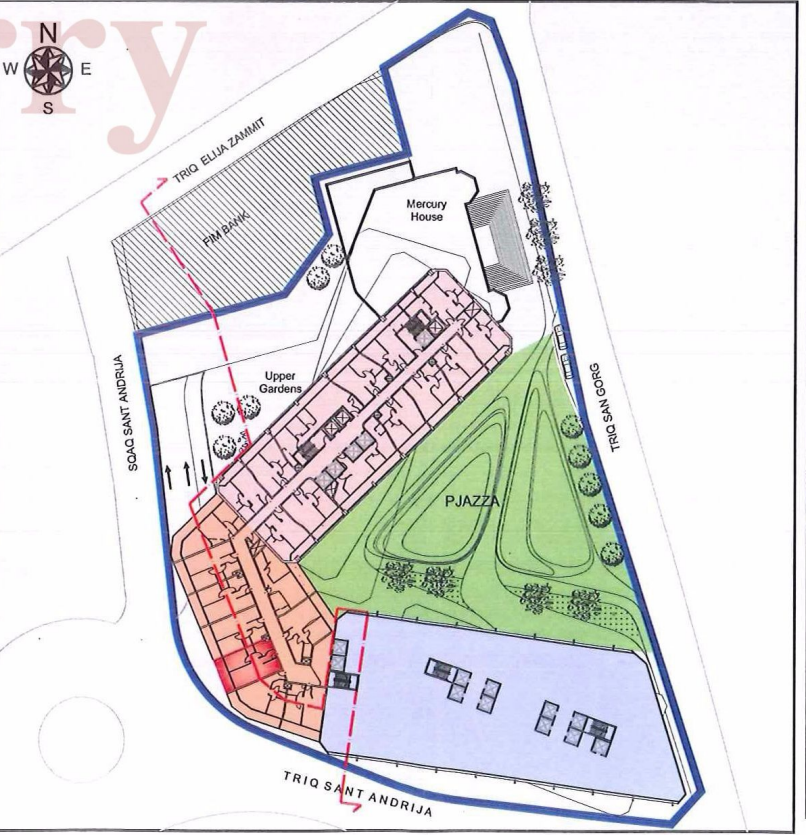 rry
N
W E
S
TRIQ ELIJA ZAMMIT
FIM BANK
Mercury
House
SQAQ SANT ANDRIJA
Upper
Gardens
TRIQ SAN GORG
PJAZZA
TRIQ SANT ANDRIJA